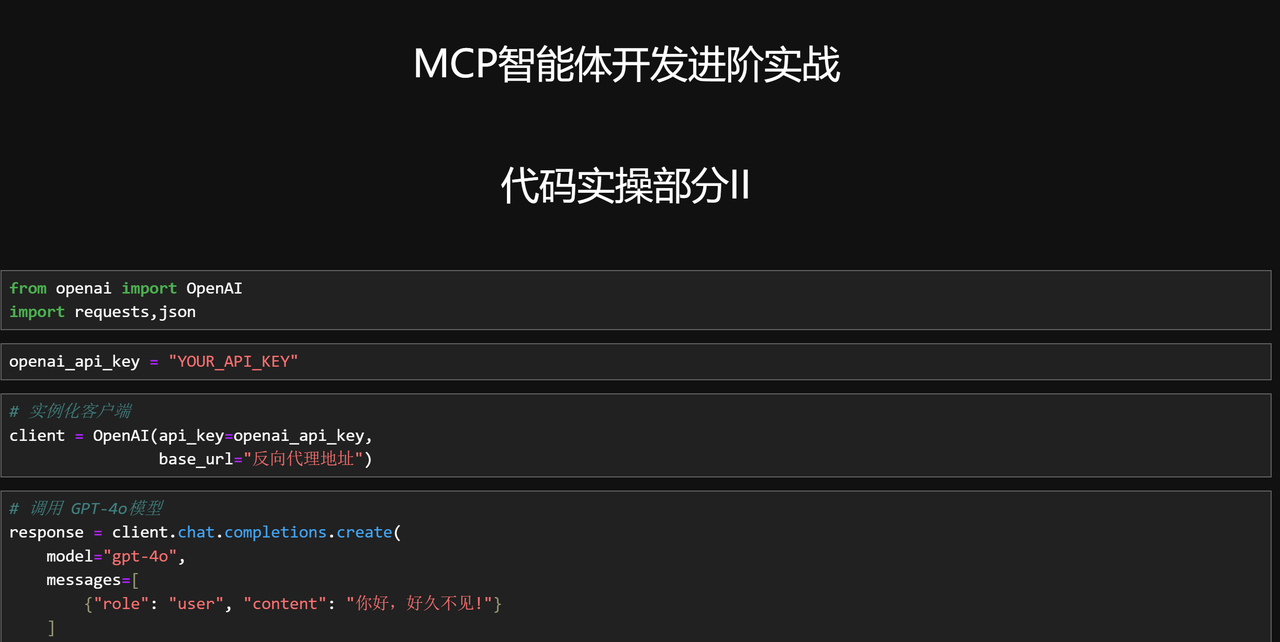 MCP智能体开发进阶实战
代码实操部分II
from openai import OpenAI
import requests,json
openai_api_key = "YOUR_API_KEY"
# 实例化客户端
client = OpenAI(api_key=openai_api_key,
                base_url="反向代理地址")
# 调用 GPT-4o模型
response = client.chat.completions.create(
    model="gpt-4o",
    messages=[
        {"role": "user", "content": "你好，好久不见!"}
    ]